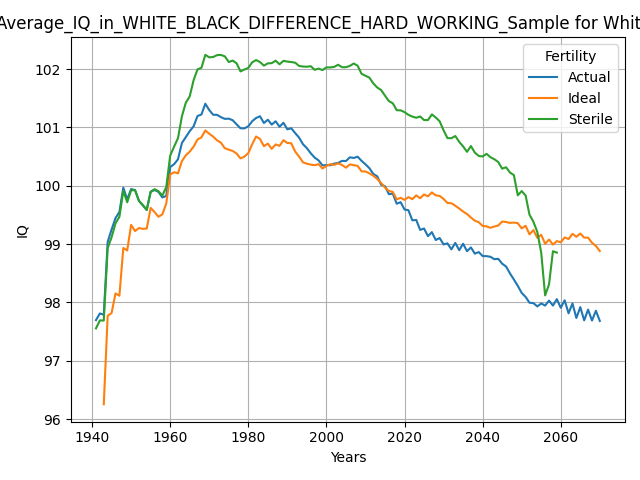 Average_IQ_in_WHITE_BLACK_DIFFERENCE_HARD_WORKING_Sample for Whit
Fertility
Actual
Ideal
Sterile
102
101
100
99
98
97
96
IQ
1940 1960 1980 2000 2020 2040 2060
Years